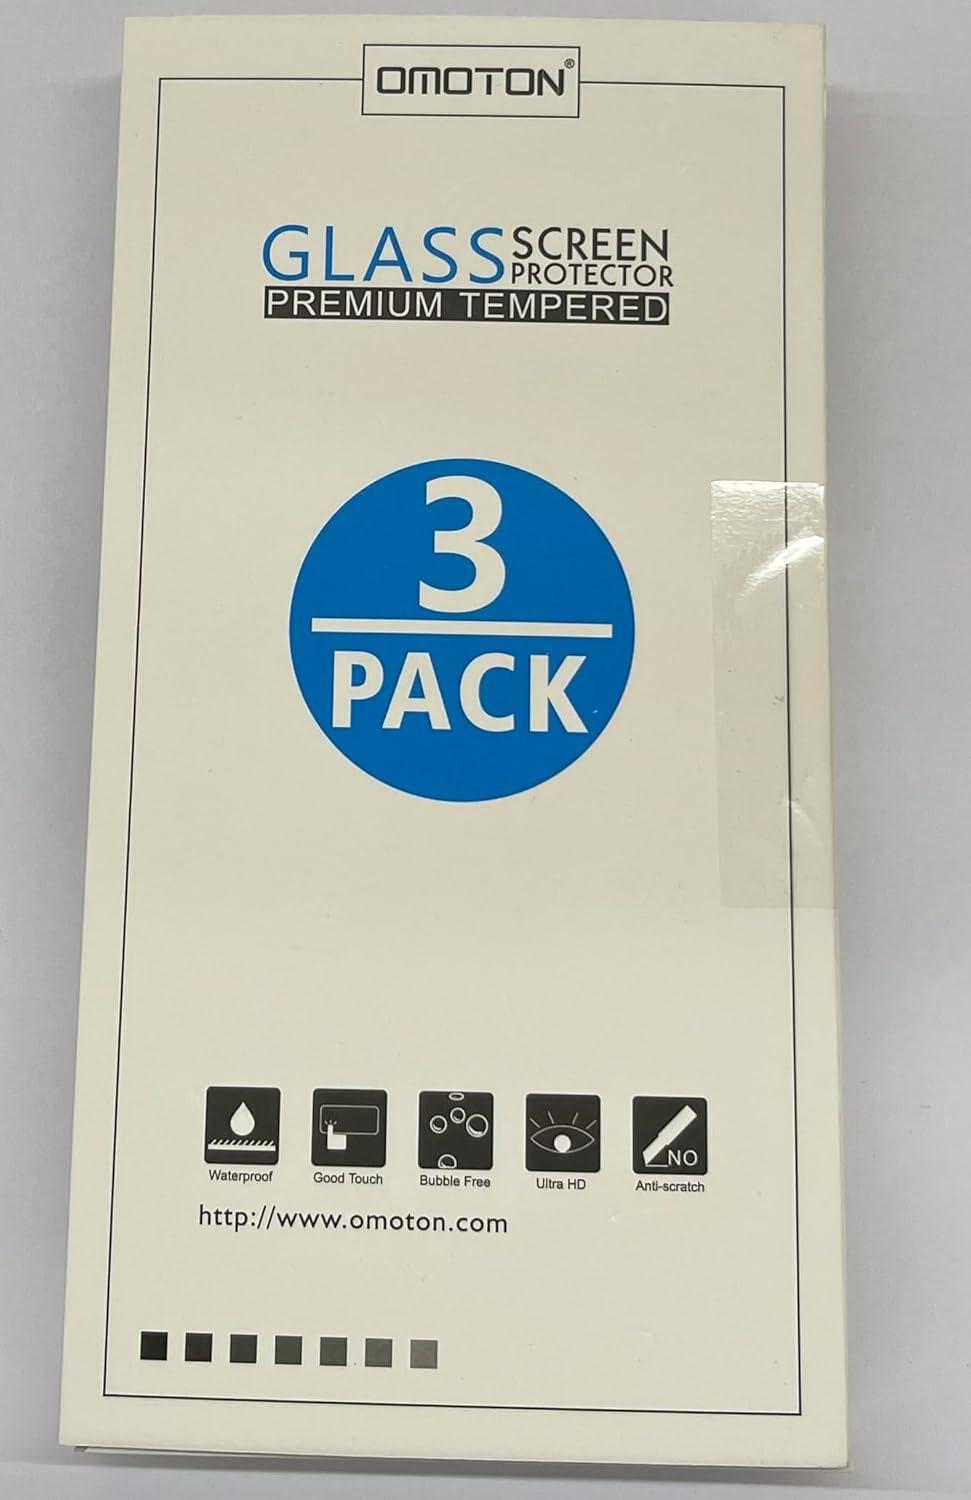 OMOTON®
GLASS SCREEN PROTECTOR
PREMIUM TEMPERED
3
PACK
NO
Waterproof Good Touch Bubble Free Ultra HD Anti-scratch
http://www.omoton.com